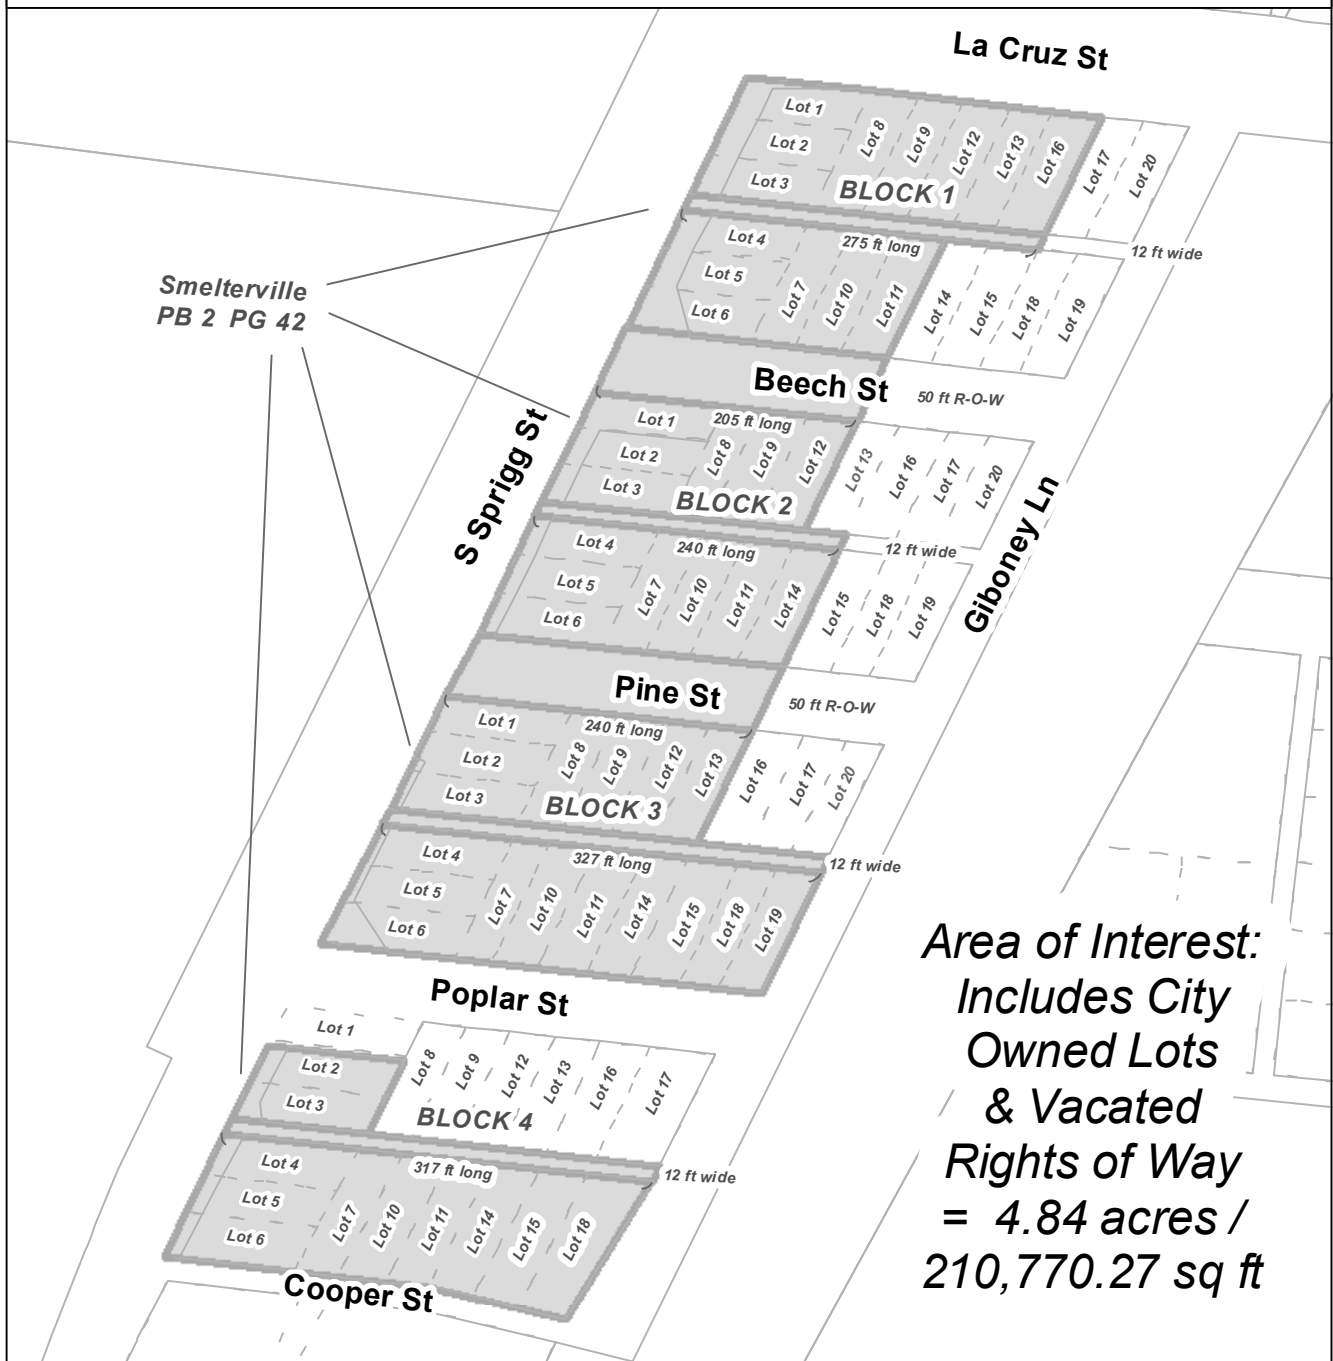 La Cruz St
Lot 1
Lot 2
Lot 3
Lot 8
Lot 9
Lot 12
Lot 13
Lot 16
Lot 17
Lot 20
BLOCK 1
Lot 4
Lot 5
Lot 6
275 ft long
12 ft wide
Lot 7
Lot 10
Lot 11
Lot 14
Lot 15
Lot 18
Lot 19
Smelterville
PB 2 PG 42
Beech St
50 ft R-O-W
S Sprigg St
Lot 1
Lot 2
Lot 3
205 ft long
Lot 8
Lot 9
Lot 12
Lot 13
Lot 16
Lot 17
Lot 20
BLOCK 2
Giboney Ln
Lot 4
Lot 5
Lot 6
240 ft long
12 ft wide
Lot 7
Lot 10
Lot 11
Lot 14
Lot 15
Lot 18
Lot 19
Pine St
50 ft R-O-W
Lot 1
Lot 2
Lot 3
240 ft long
Lot 8
Lot 9
Lot 12
Lot 13
Lot 16
Lot 17
Lot 20
BLOCK 3
Lot 4
Lot 5
Lot 6
327 ft long
12 ft wide
Lot 7
Lot 10
Lot 11
Lot 14
Lot 15
Lot 18
Lot 19
Poplar St
Lot 1
Lot 2
Lot 3
Lot 8
Lot 9
Lot 12
Lot 13
Lot 16
Lot 17
BLOCK 4
Lot 4
Lot 5
Lot 6
317 ft long
12 ft wide
Lot 7
Lot 10
Lot 11
Lot 14
Lot 15
Lot 18
Cooper St
Area of Interest:
Includes City
Owned Lots
& Vacated
Rights of Way
= 4.84 acres /
210,770.27 sq ft